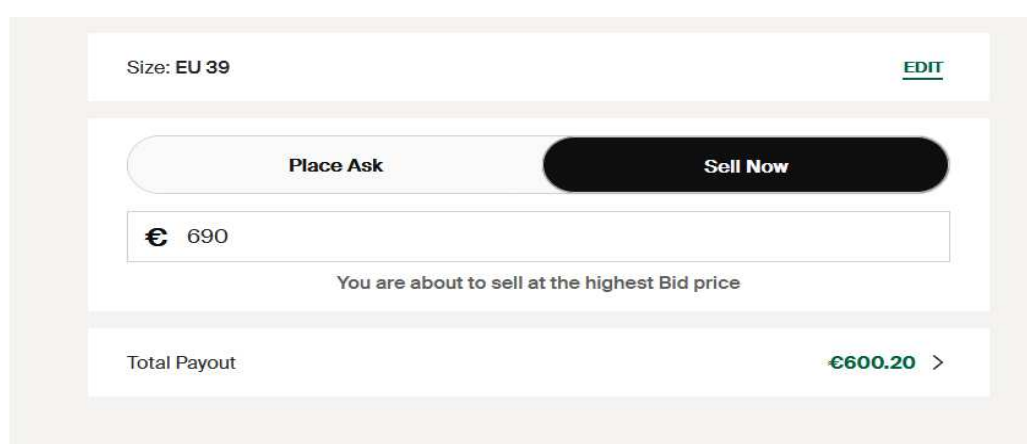 Size: EU 39 EDIT
Place Ask Sell Now
€ 690
You are about to sell at the highest Bid price
Total Payout €600.20 >